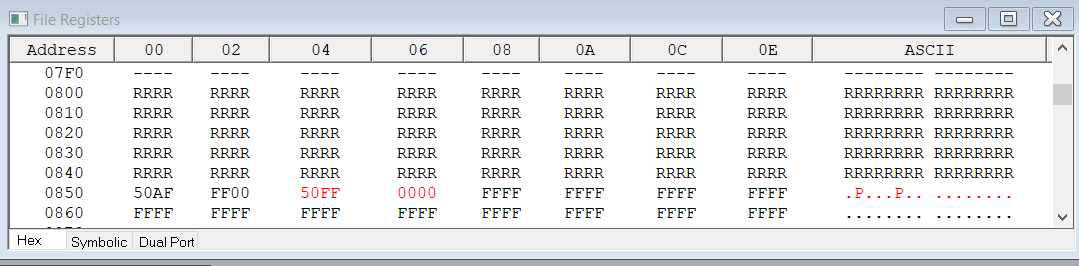 File Registers
Address 00 02 04 06 08 0A 0C 0E ASCII
07F0 ---- ---- ---- ---- ---- ---- ---- ---- -------- --------
0800 RRRR RRRR RRRR RRRR RRRR RRRR RRRR RRRR RRRRRRRR RRRRRRRR
0810 RRRR RRRR RRRR RRRR RRRR RRRR RRRR RRRR RRRRRRRR RRRRRRRR
0820 RRRR RRRR RRRR RRRR RRRR RRRR RRRR RRRR RRRRRRRR RRRRRRRR
0830 RRRR RRRR RRRR RRRR RRRR RRRR RRRR RRRR RRRRRRRR RRRRRRRR
0840 RRRR RRRR RRRR RRRR RRRR RRRR RRRR RRRR RRRRRRRR RRRRRRRR
0850 50AF FF00 50FF 0000 FFFF FFFF FFFF FFFF .P...P.. ........
0860 FFFF FFFF FFFF FFFF FFFF FFFF FFFF FFFF ........ ........
Hex Symbolic Dual Port